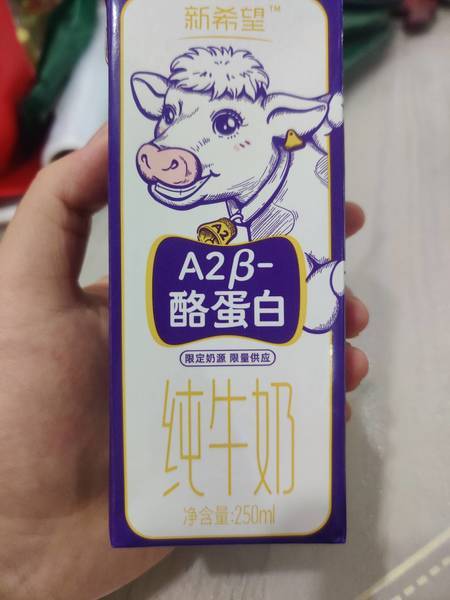 新希望™
A2
A2β-
酪蛋白
限定奶源 限量供应
纯牛奶
净含量:250ml